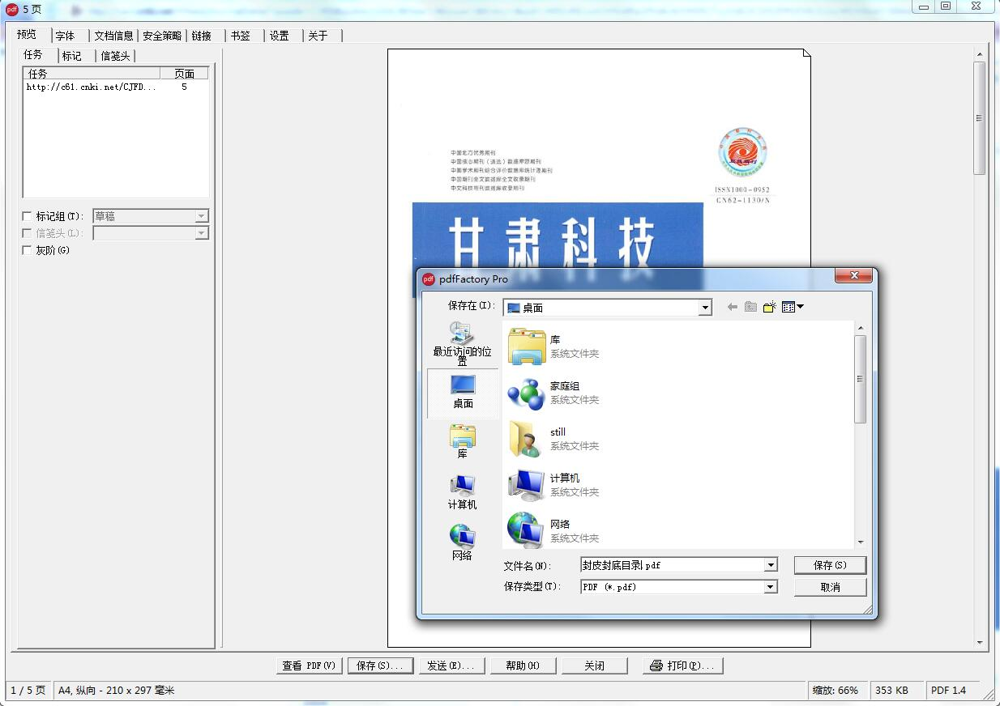 5 页
预览 字体 文档信息 安全策略 链接 书签 设置 关于
任务 标记 信笺头
任务 页面
http://c61.cnki.net/CJFD... 5
标记组(T): 草稿
信笺头(L):
灰阶(G)
中国北方优秀期刊
中国核心期刊(遴选)数据库源期刊
中国学术期刊综合评价数据库统计源期刊
中国期刊全文数据库全文收录期刊
中文科技期刊数据库收录期刊
ISSN1000-0952
CN62-1130/N
甘肃科技
pdfFactory Pro
保存在(I): 桌面
最近访问的位置
桌面
库
计算机
网络
库
系统文件夹
家庭组
系统文件夹
still
系统文件夹
计算机
系统文件夹
网络
系统文件夹
文件名(N): 封皮封底目录.pdf 保存(S)
保存类型(T): PDF (*.pdf) 取消
查看 PDF(V) 保存(S)... 发送(E)... 帮助(H) 关闭 打印(P)...
1 / 5 页 A4, 纵向 - 210 x 297 毫米 缩放: 66% 353 KB PDF 1.4